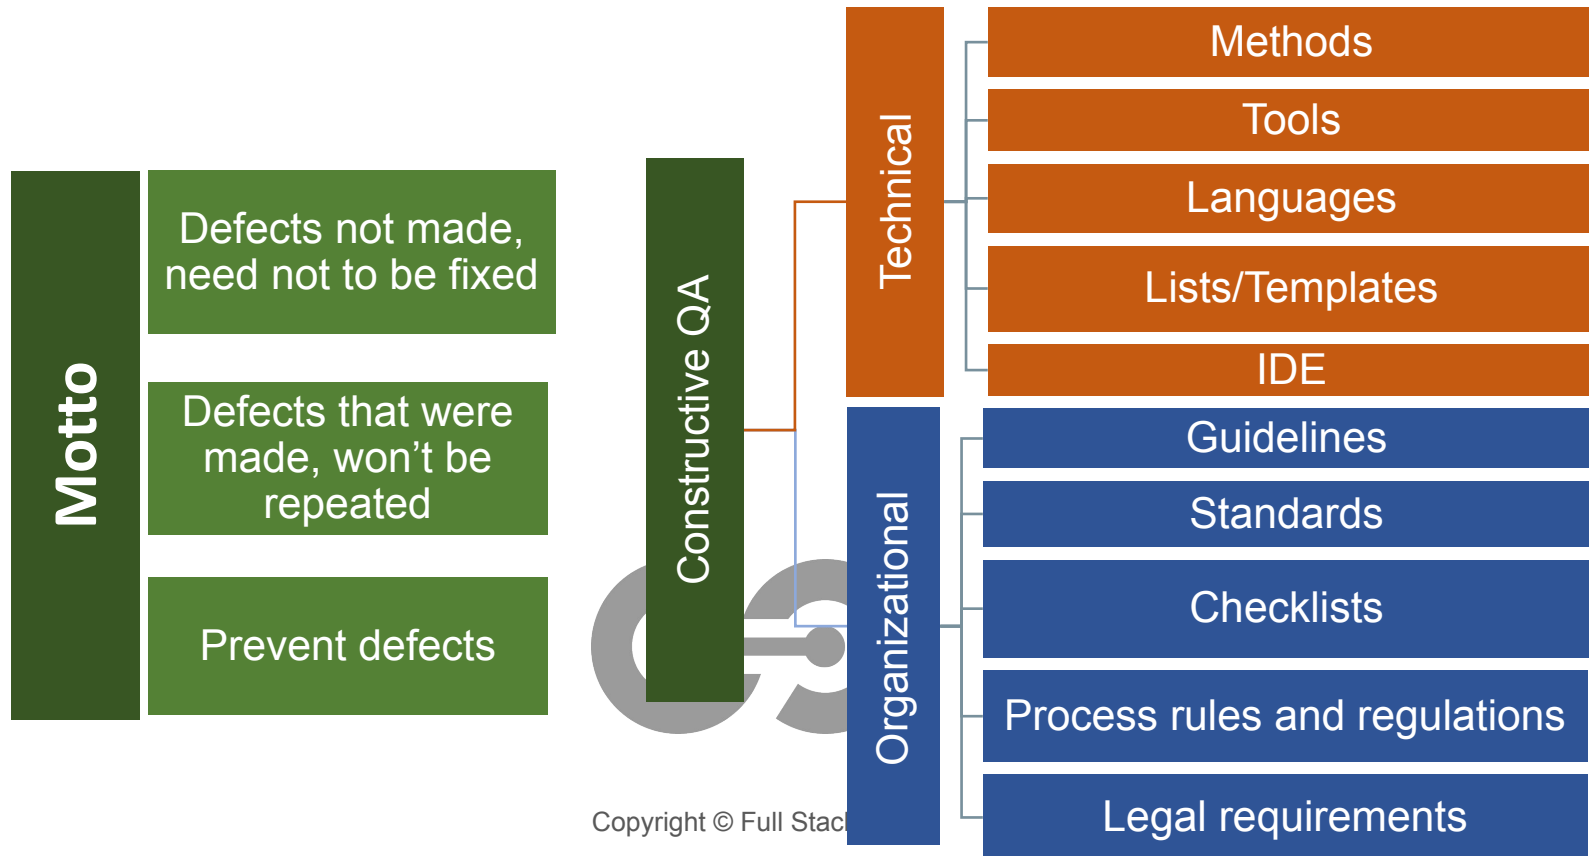 Motto
Defects not made,
need not to be fixed
Defects that were
made, won’t be
repeated
Prevent defects
Constructive QA
Technical
Methods
Tools
Languages
Lists/Templates
IDE
Organizational
Guidelines
Standards
Checklists
Process rules and regulations
Legal requirements
Copyright © Full Stack